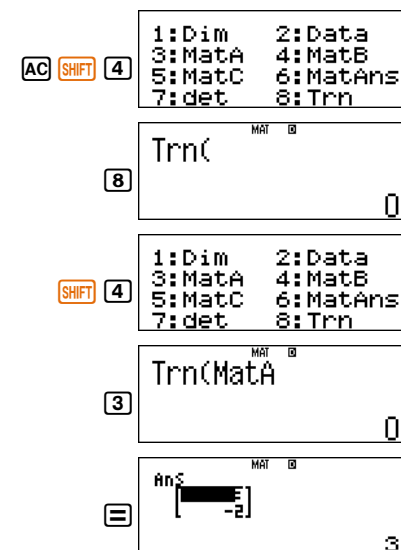 1:Dim 2:Data
3:MatA 4:MatB
AC SHIFT 4 5:MatC 6:MatAns
7:det 8:Trn
MAT D
Trn(
8
0
1:Dim 2:Data
3:MatA 4:MatB
SHIFT 4 5:MatC 6:MatAns
7:det 8:Trn
MAT D
Trn(MatA
3
0
MAT D
Ans
= -2
3